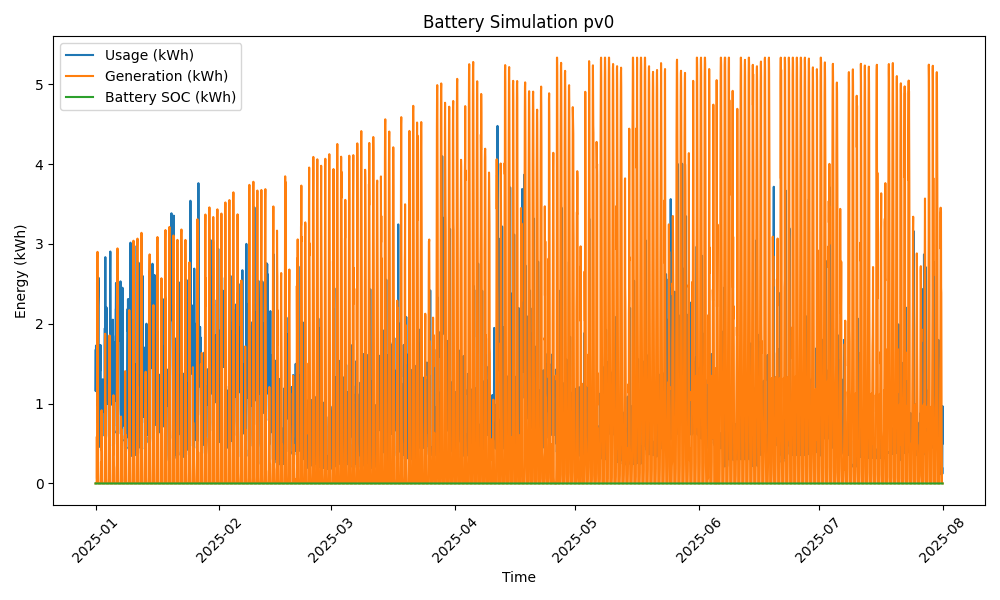 Battery Simulation pv0
Usage (kWh)
Generation (kWh)
Battery SOC (kWh)
Energy (kWh)
5
4
3
2
1
0
2025-01
2025-02
2025-03
2025-04
2025-05
2025-06
2025-07
2025-08
Time